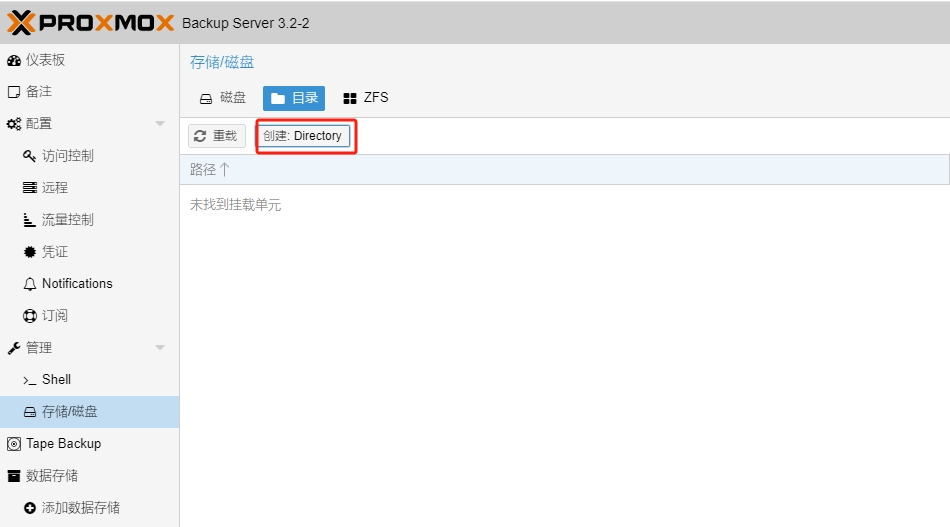 PROXMOX Backup Server 3.2-2
仪表板
备注
配置
访问控制
远程
流量控制
凭证
Notifications
订阅
管理
Shell
存储/磁盘
Tape Backup
数据存储
添加数据存储
存储/磁盘
磁盘 目录 ZFS
重载 创建: Directory
路径↑
未找到挂载单元